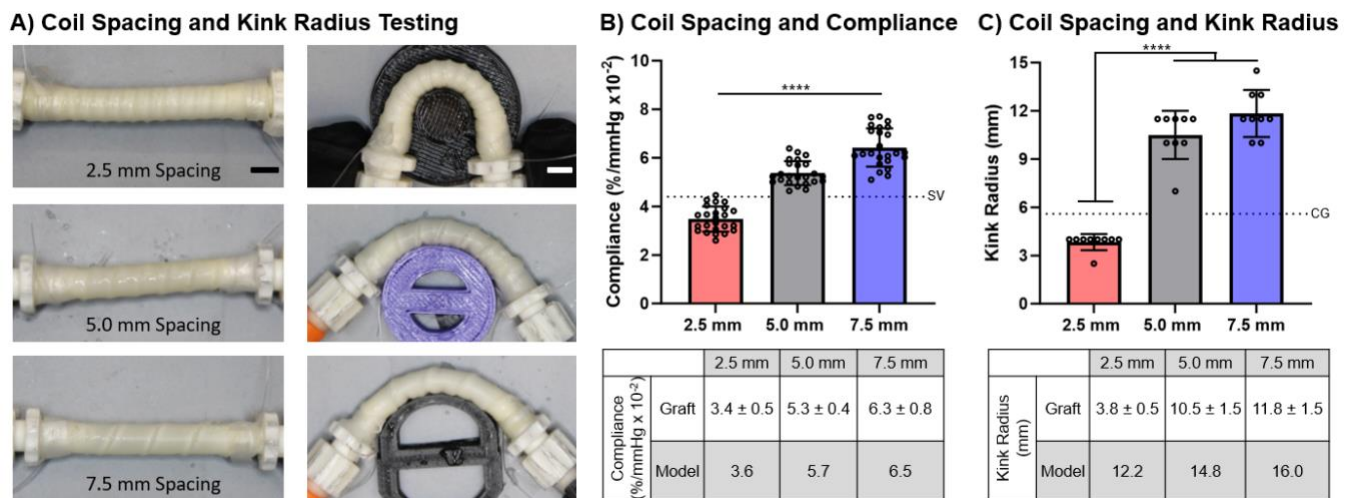 A) Coil Spacing and Kink Radius Testing
2.5 mm Spacing
5.0 mm Spacing
7.5 mm Spacing
B) Coil Spacing and Compliance
Compliance (%/mmHg x10⁻²)
10
8
6
4
2
0
****
SV
2.5 mm 5.0 mm 7.5 mm
2.5 mm 5.0 mm 7.5 mm
Compliance
(%/mmHg x 10⁻²)
Graft 3.4 ± 0.5 5.3 ± 0.4 6.3 ± 0.8
Model 3.6 5.7 6.5
C) Coil Spacing and Kink Radius
Kink Radius (mm)
15
12
9
6
3
0
****
CG
2.5 mm 5.0 mm 7.5 mm
2.5 mm 5.0 mm 7.5 mm
Kink Radius
(mm)
Graft 3.8 ± 0.5 10.5 ± 1.5 11.8 ± 1.5
Model 12.2 14.8 16.0